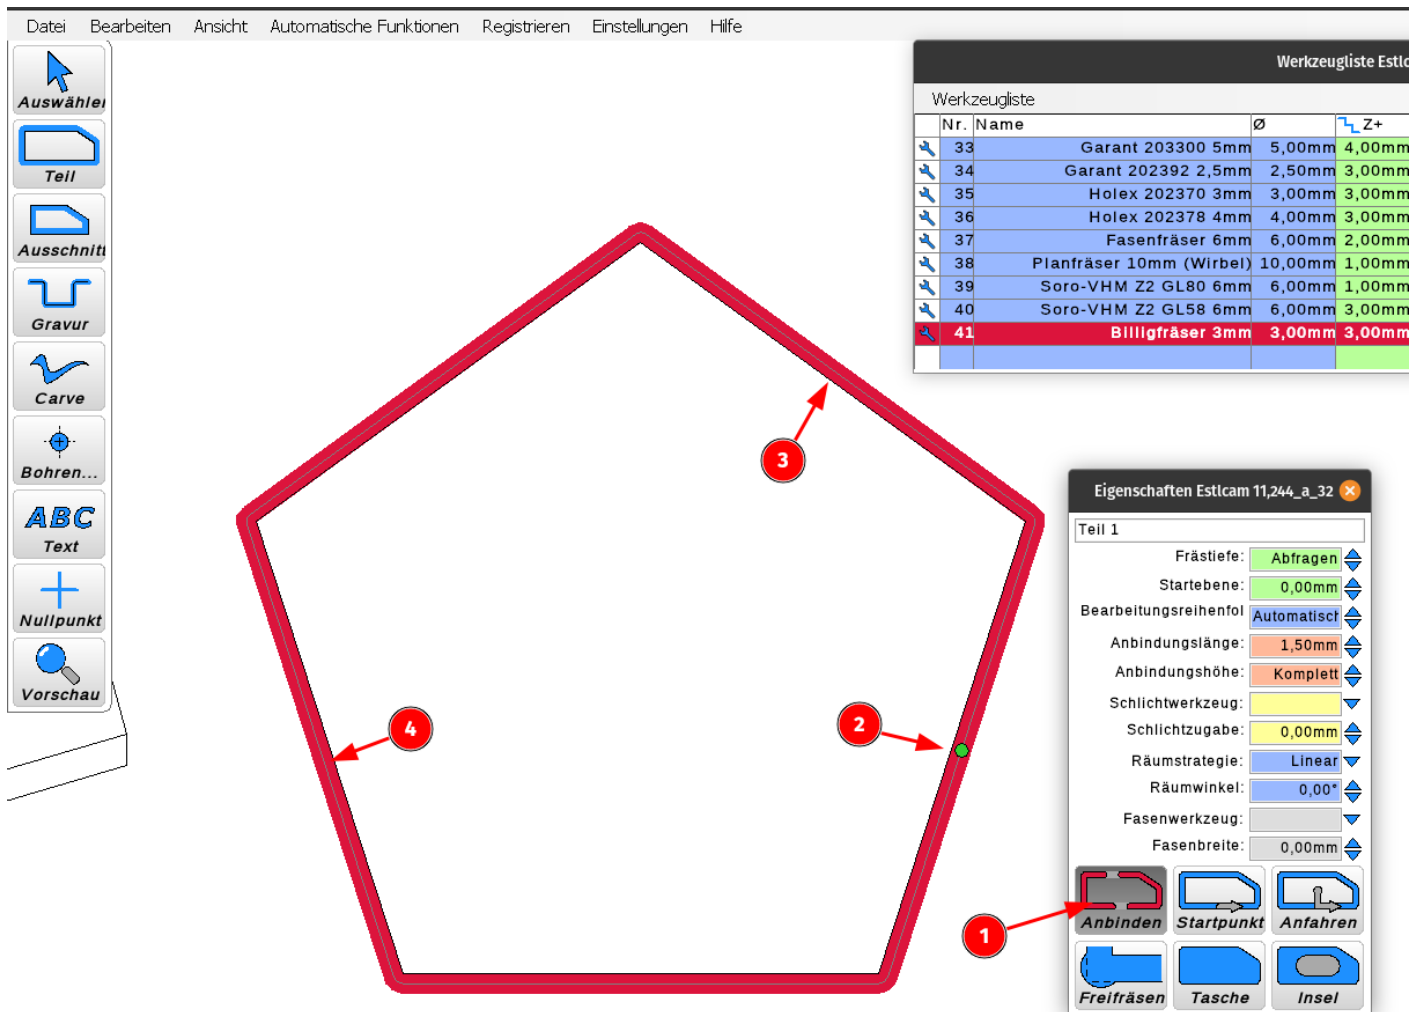 Datei Bearbeiten Ansicht Automatische Funktionen Registrieren Einstellungen Hilfe
Auswähler
Teil
Ausschnitt
Gravur
Carve
Bohren...
ABC
Text
Nullpunkt
Vorschau
Werkzeugliste Estlc
Werkzeugliste
Nr. Name Ø Z+
33 Garant 203300 5mm 5,00mm 4,00mm
34 Garant 202392 2,5mm 2,50mm 3,00mm
35 Holex 202370 3mm 3,00mm 3,00mm
36 Holex 202378 4mm 4,00mm 3,00mm
37 Fasenfräser 6mm 6,00mm 2,00mm
38 Planfräser 10mm (Wirbel) 10,00mm 1,00mm
39 Soro-VHM Z2 GL80 6mm 6,00mm 1,00mm
40 Soro-VHM Z2 GL58 6mm 6,00mm 3,00mm
41 Billigfräser 3mm 3,00mm 3,00mm
3
4
2
1
Eigenschaften Estlcam 11,244_a_32
Teil 1
Frästiefe: Abfragen
Startebene: 0,00mm
Bearbeitungsreihenfol Automatisch
Anbindungslänge: 1,50mm
Anbindungshöhe: Komplett
Schlichtwerkzeug:
Schlichtzugabe: 0,00mm
Räumstrategie: Linear
Räumwinkel: 0,00°
Fasenwerkzeug:
Fasenbreite: 0,00mm
Anbinden Startpunkt Anfahren
Freifräsen Tasche Insel